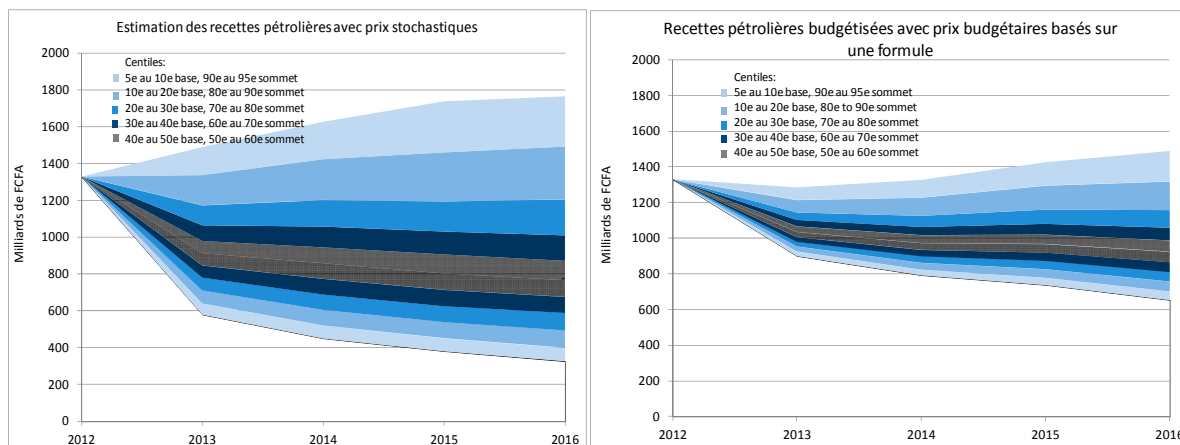 Estimation des recettes pétrolières avec prix stochastiques
2000
1800
1600
1400
1200
1000
800
600
400
200
0
Milliards de FCFA
Centiles:
5e au 10e base, 90e au 95e sommet
10e au 20e base, 80e au 90e sommet
20e au 30e base, 70e au 80e sommet
30e au 40e base, 60e au 70e sommet
40e au 50e base, 50e au 60e sommet
2012 2013 2014 2015 2016
Recettes pétrolières budgétisées avec prix budgétaires basés sur
une formule
2000
1800
1600
1400
1200
1000
800
600
400
200
0
Milliards de FCFA
Centiles:
5e au 10e base, 90e au 95e sommet
10e au 20e base, 80e to 90e sommet
20e au 30e base, 70e au 80e sommet
30e au 40e base, 60e au 70e sommet
40e au 50e base, 50e au 60e sommet
2012 2013 2014 2015 2016